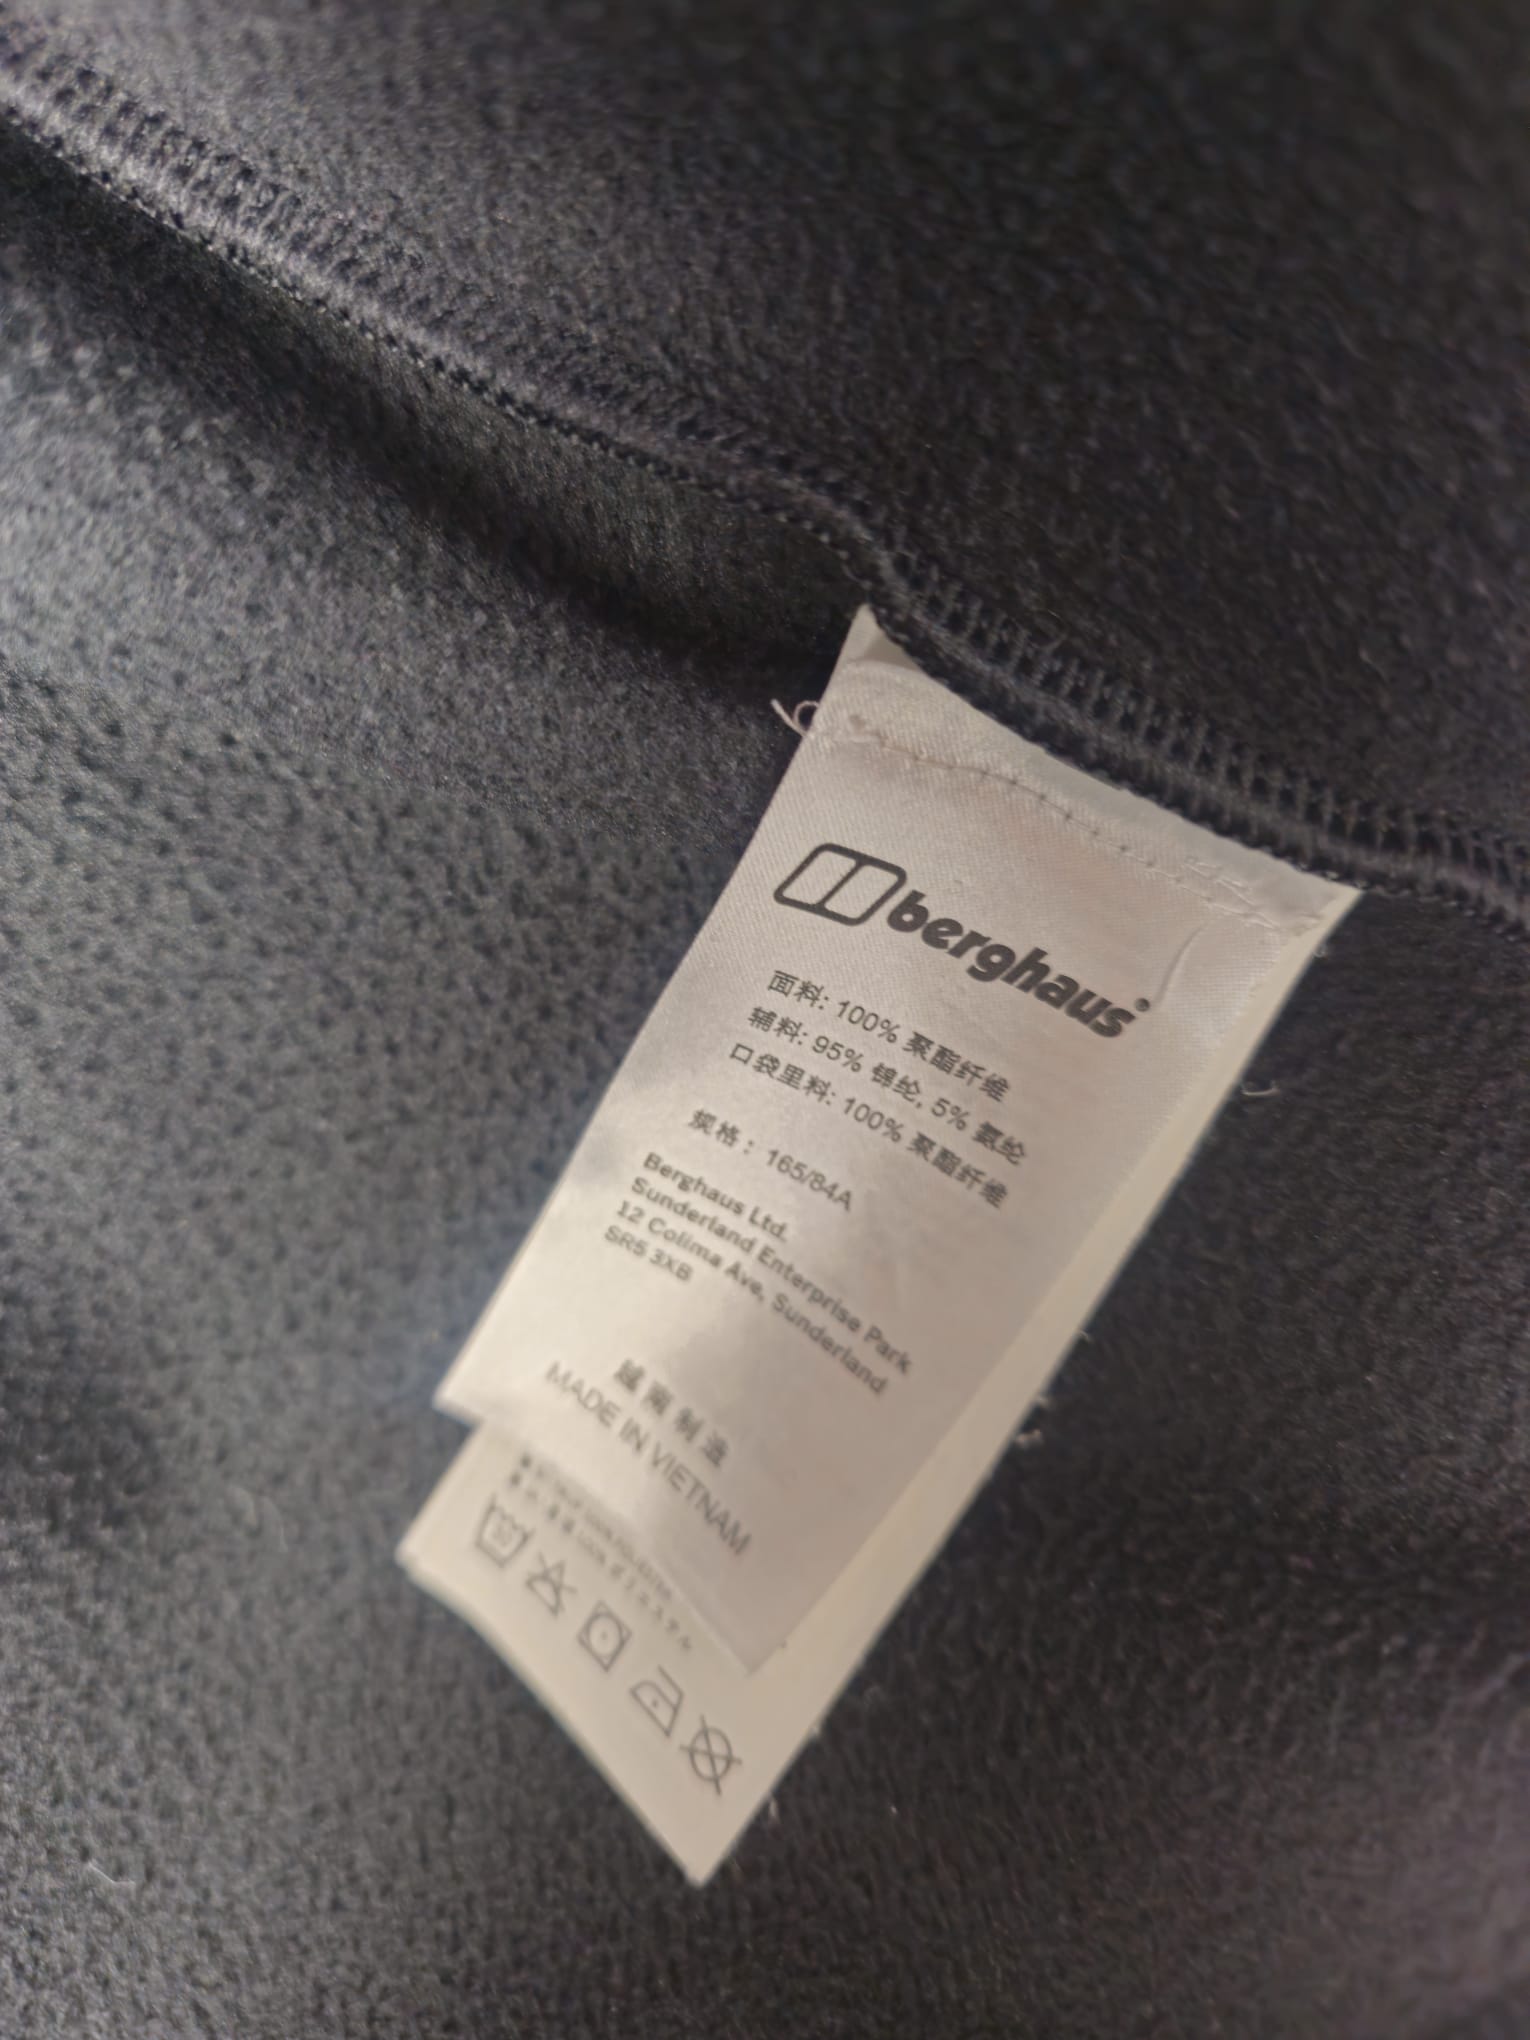 berghaus®
面料: 100% 聚酯纤维
辅料: 95% 锦纶, 5% 氨纶
口袋里料: 100% 聚酯纤维
规格: 165/84A
Berghaus Ltd.
Sunderland Enterprise Park
12 Colima Ave, Sunderland
SR5 3XB
越南制造
MADE IN VIETNAM
30